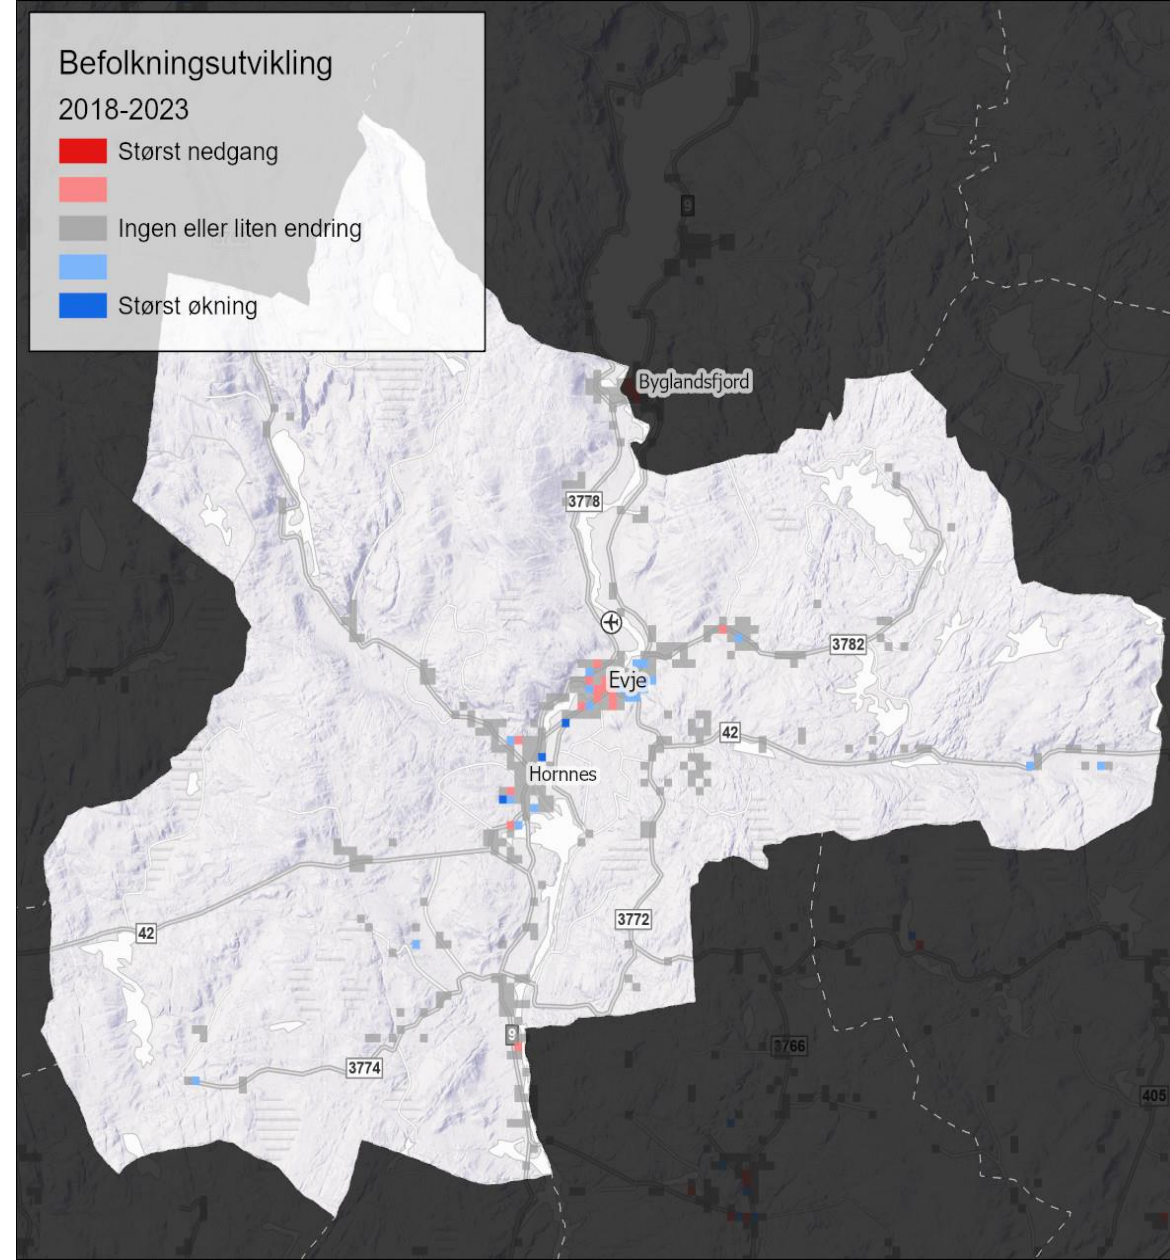 Befolkningsutvikling
2018-2023
Størst nedgang
Ingen eller liten endring
Størst økning
9
Byglandsfjord
3778
3782
Evje
42
Hornnes
3772
42
9
3766
3774
405